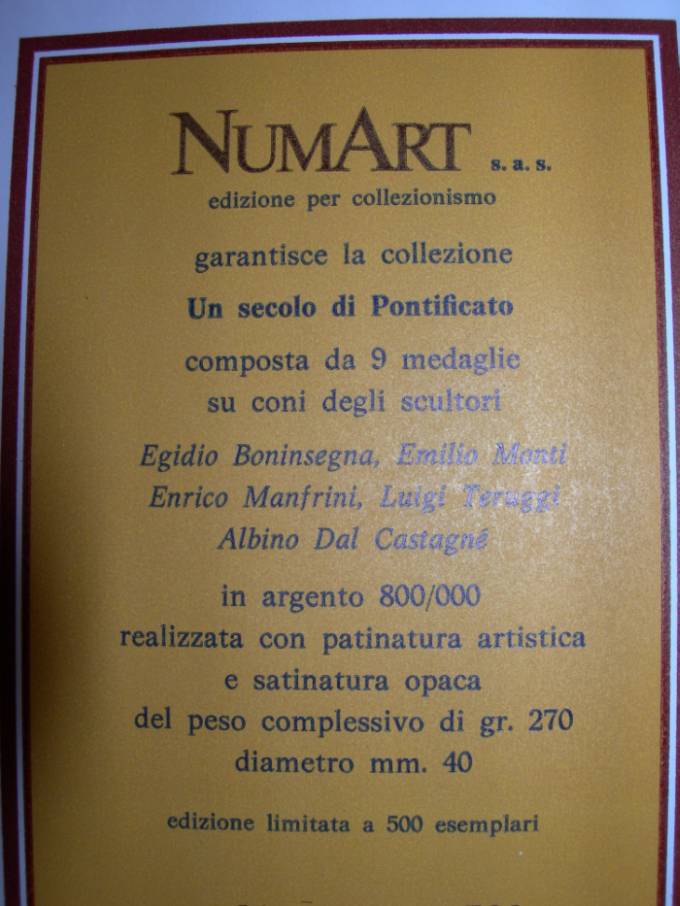 NUMART s.a.s.
edizione per collezionismo
garantisce la collezione
Un secolo di Pontificato
composta da 9 medaglie
su coni degli scultori
Egidio Boninsegna, Emilio Monti
Enrico Manfrini, Luigi Teruggi
Albino Dal Castagné
in argento 800/000
realizzata con patinatura artistica
e satinatura opaca
del peso complessivo di gr. 270
diametro mm. 40
edizione limitata a 500 esemplari